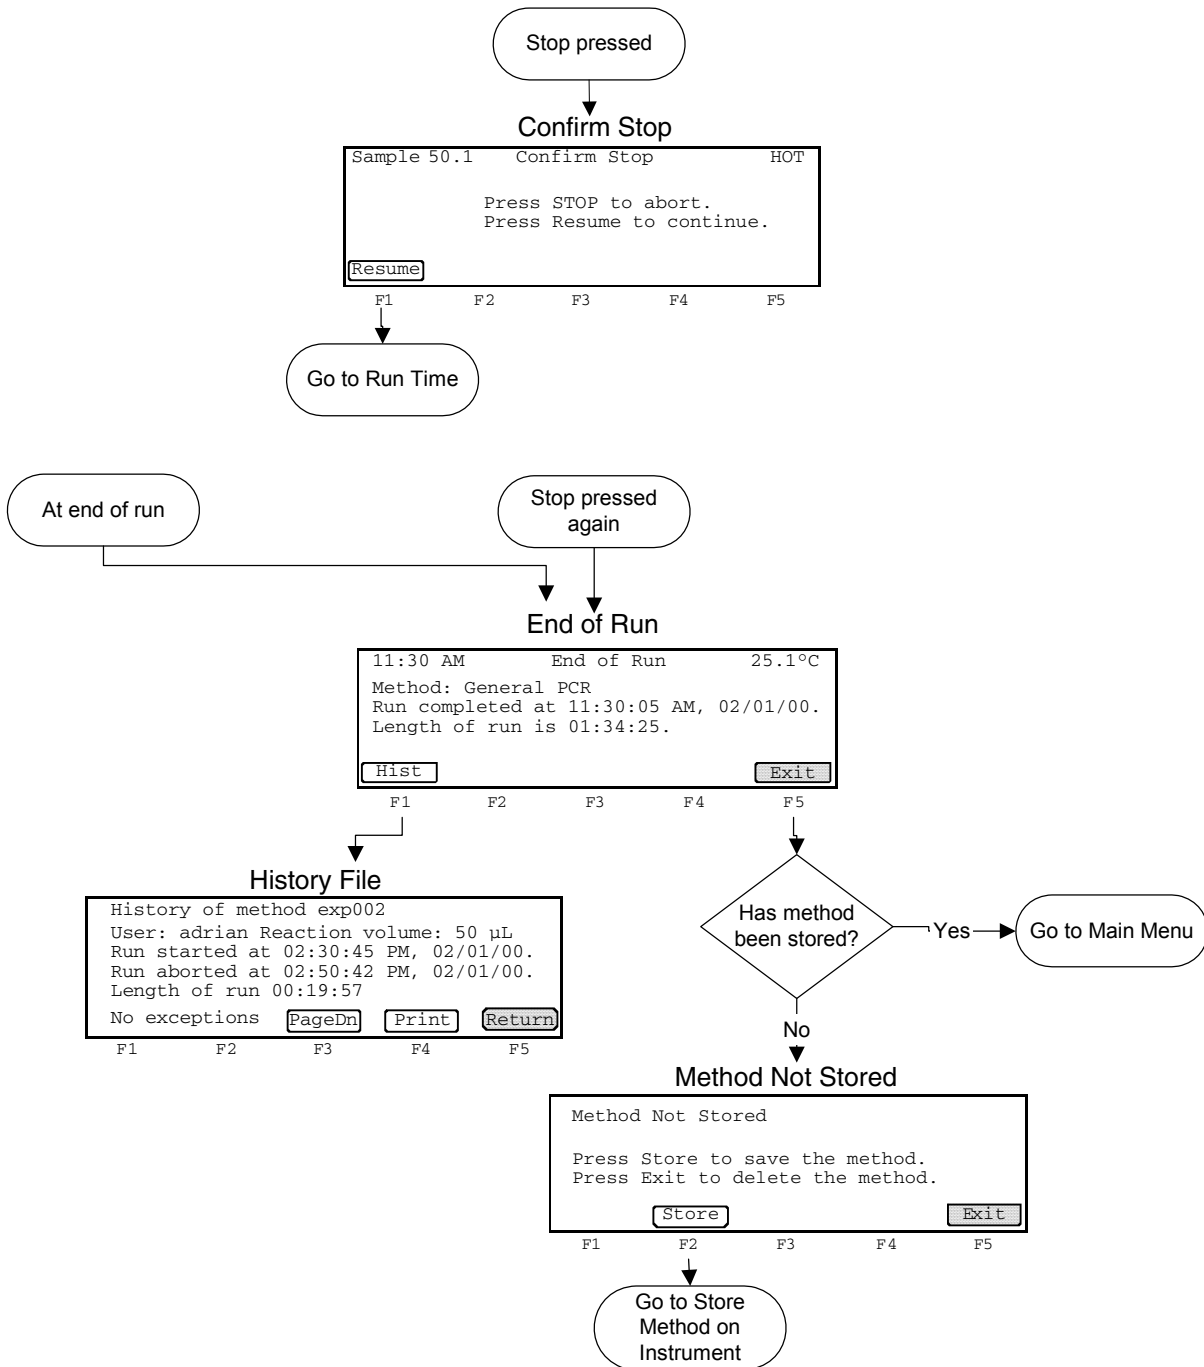 Stop pressed
Confirm Stop
Sample 50.1 Confirm Stop HOT
Press STOP to abort.
Press Resume to continue.
Resume
F1 F2 F3 F4 F5
Go to Run Time
At end of run
Stop pressed
again
End of Run
11:30 AM End of Run 25.1°C
Method: General PCR
Run completed at 11:30:05 AM, 02/01/00.
Length of run is 01:34:25.
Hist Exit
F1 F2 F3 F4 F5
History File
History of method exp002
User: adrian Reaction volume: 50 µL
Run started at 02:30:45 PM, 02/01/00.
Run aborted at 02:50:42 PM, 02/01/00.
Length of run 00:19:57
No exceptions PageDn Print Return
F1 F2 F3 F4 F5
Has method
been stored?
Yes
Go to Main Menu
No
Method Not Stored
Method Not Stored
Press Store to save the method.
Press Exit to delete the method.
Store Exit
F1 F2 F3 F4 F5
Go to Store
Method on
Instrument